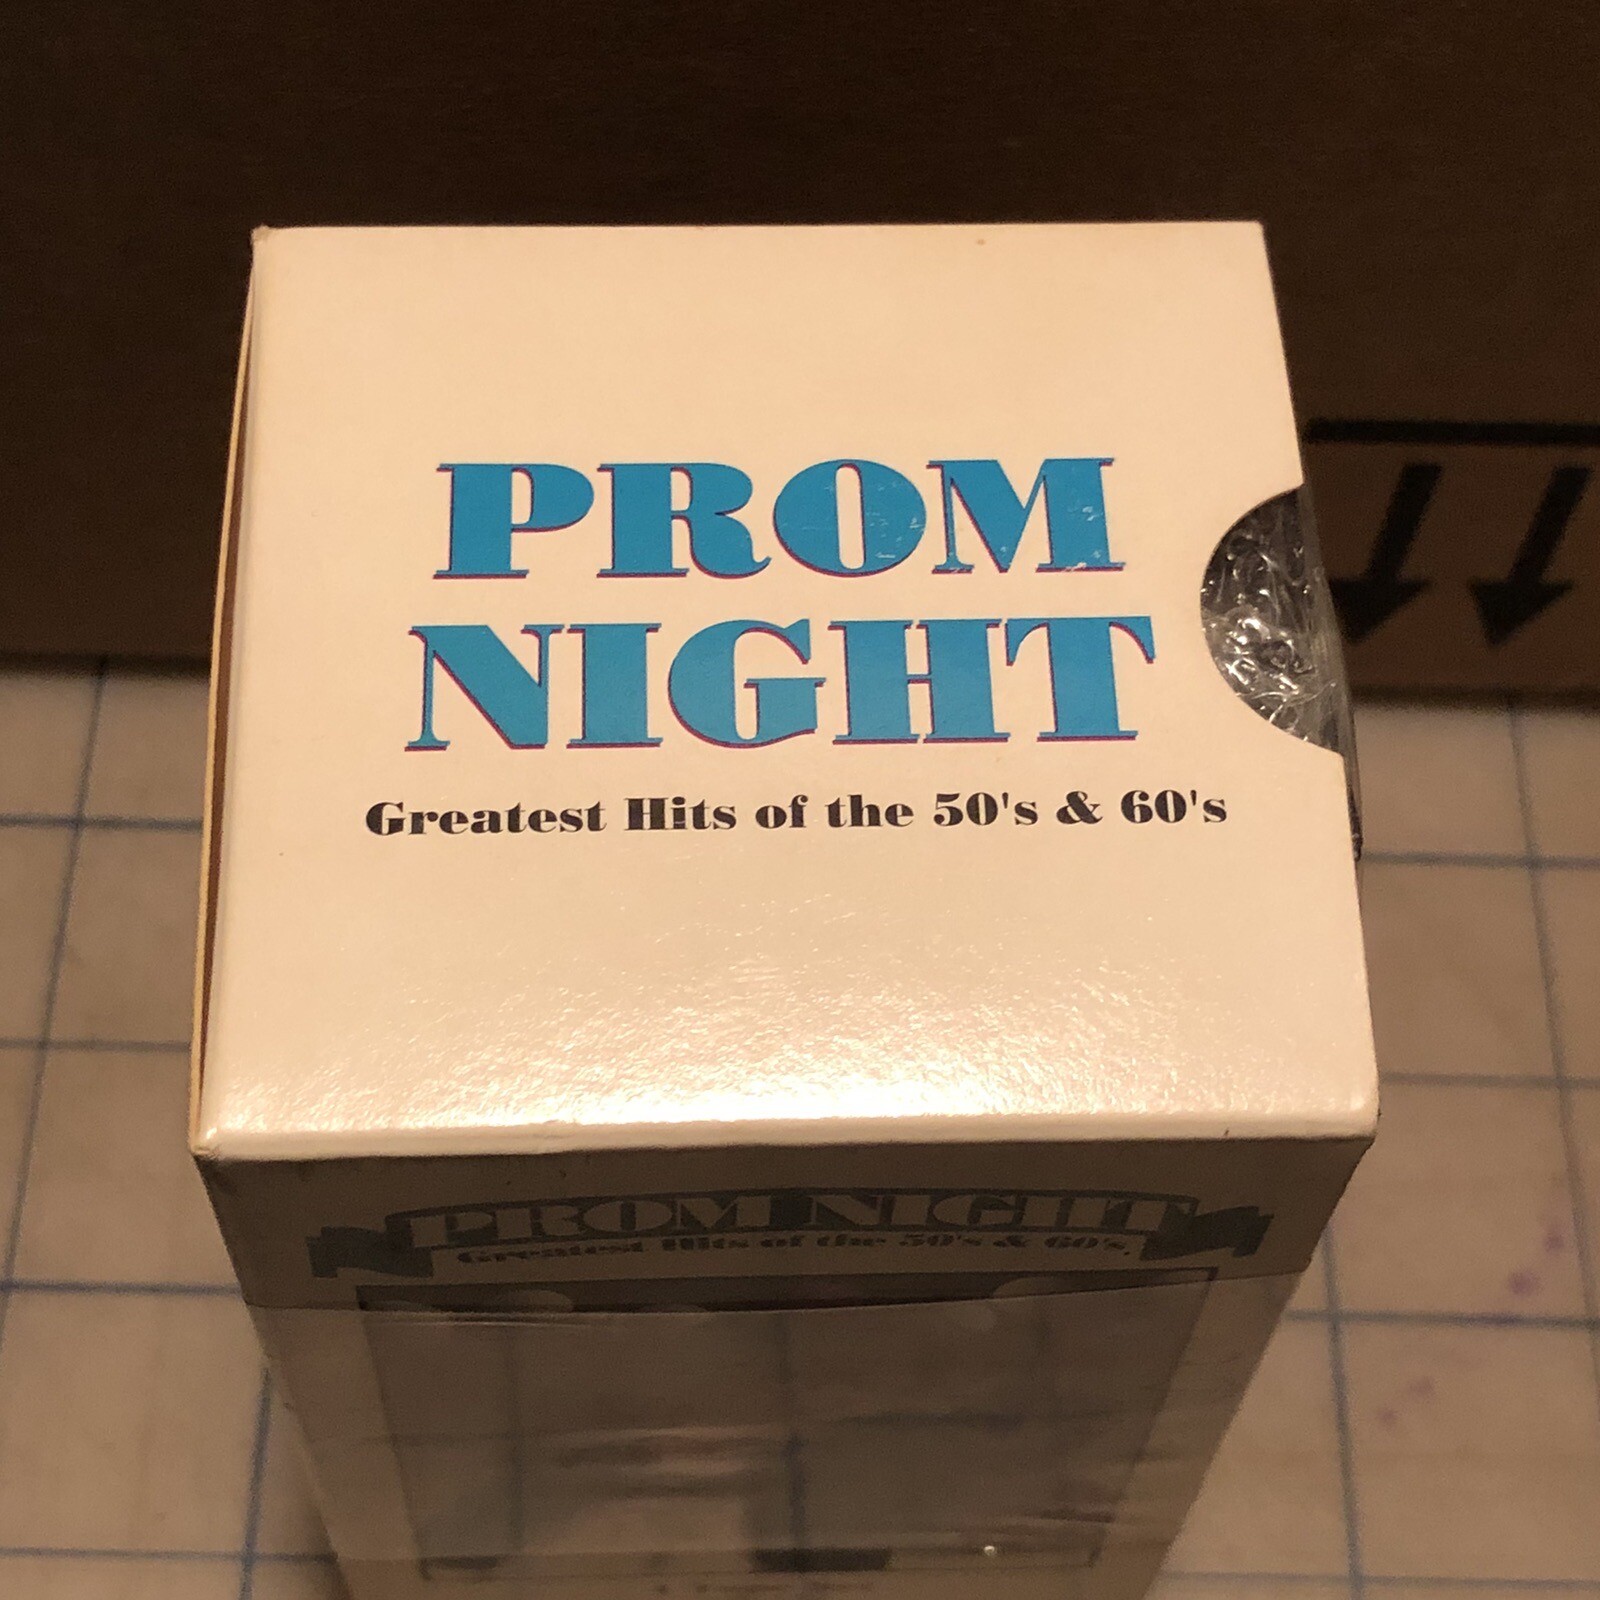 PROM
NIGHT
Greatest Hits of the 50's & 60's
PROM NIGHT
Greatest Hits of the 50's & 60's